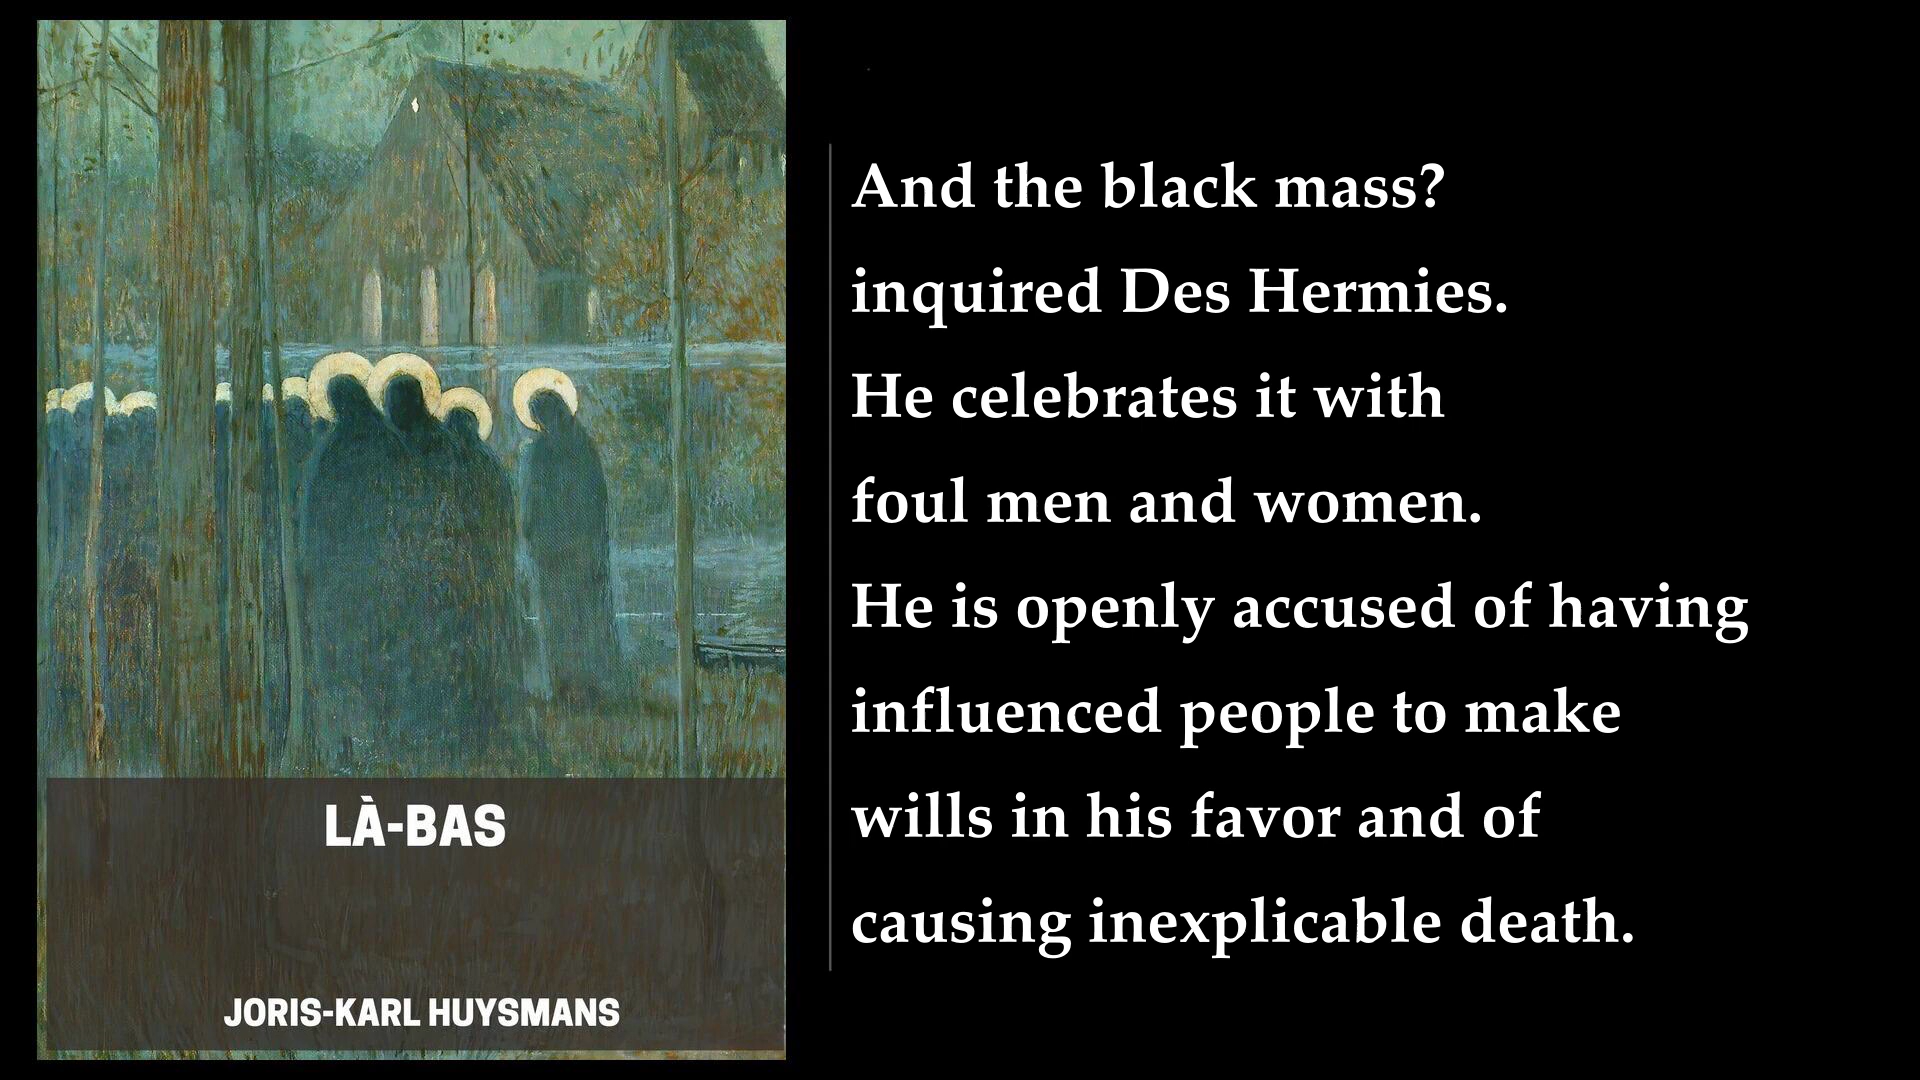 LÀ-BAS
JORIS-KARL HUYSMANS
And the black mass?
inquired Des Hermies.
He celebrates it with
foul men and women.
He is openly accused of having
influenced people to make
wills in his favor and of
causing inexplicable death.